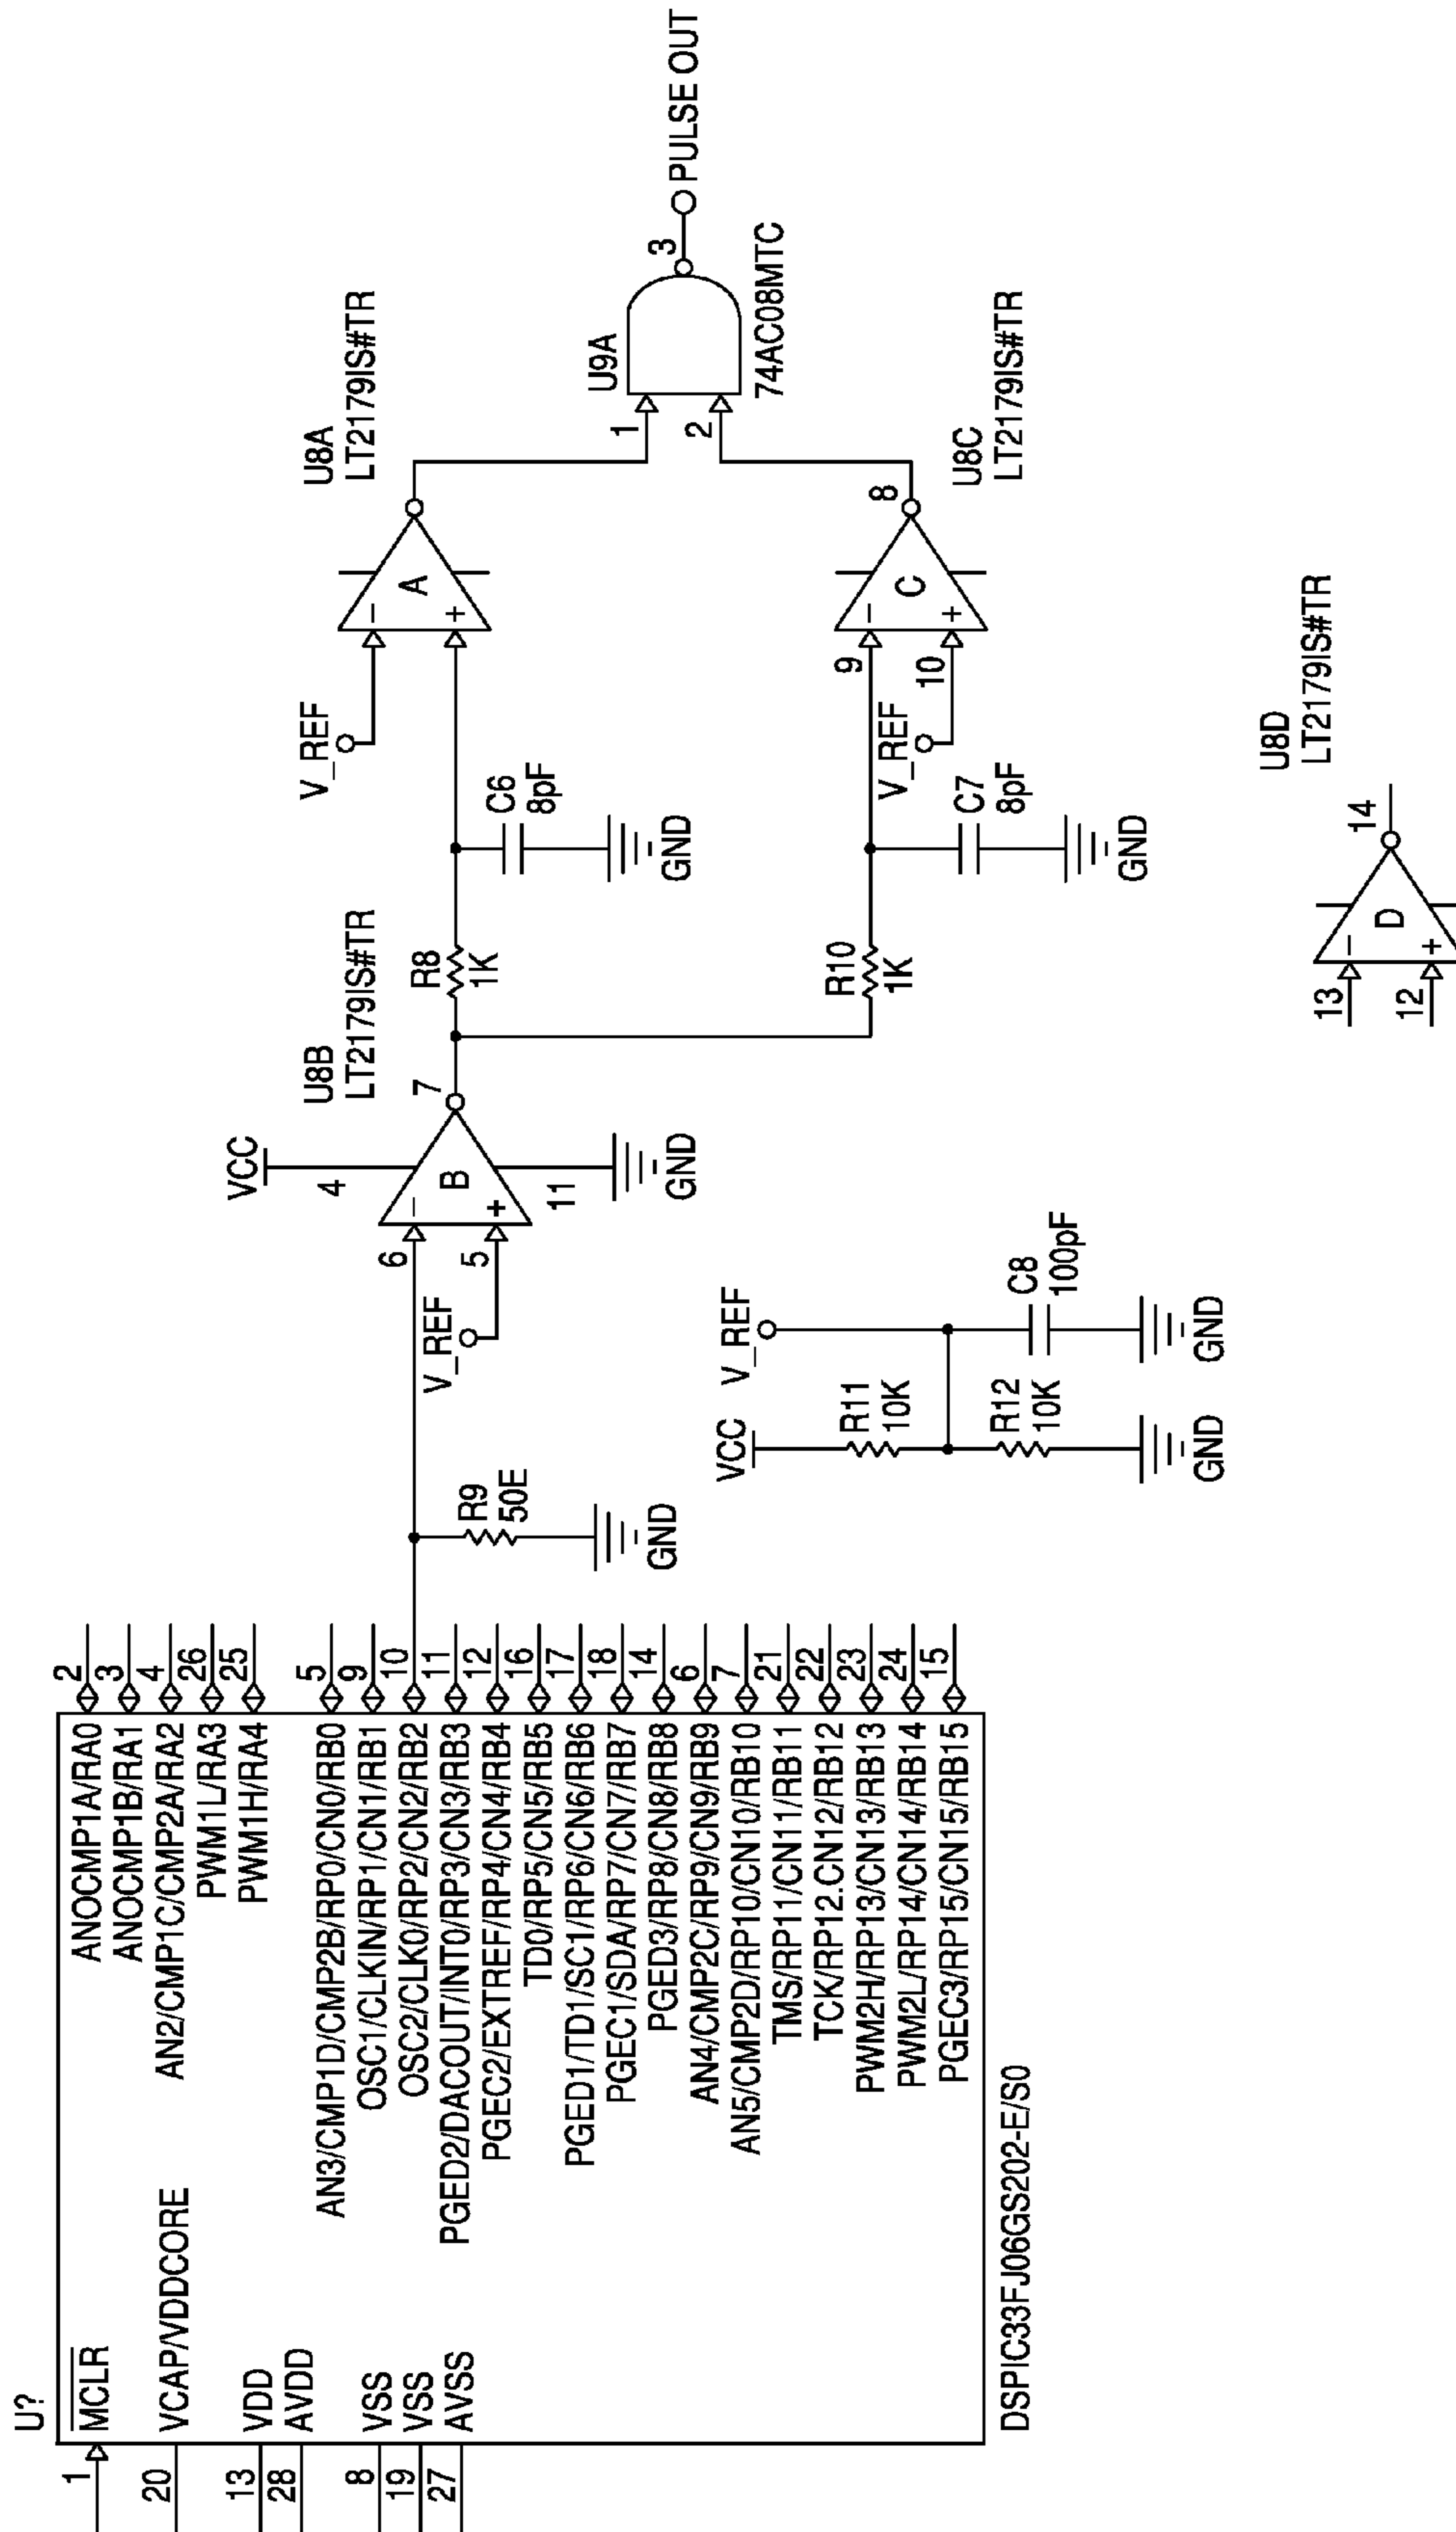 U?
1
MCLR
20
VCAP/VDDCORE
13
VDD
28
AVDD
8
VSS
19
VSS
27
AVSS
ANOCMP1A/RA0
2
ANOCMP1B/RA1
3
AN2/CMP1C/CMP2A/RA2
4
PWM1L/RA3
26
PWM1H/RA4
25
AN3/CMP1D/CMP2B/RP0/CN0/RB0
5
OSC1/CLKIN/RP1/CN1/RB1
9
OSC2/CLK0/RP2/CN2/RB2
10
PGED2/DACOUT/INT0/RP3/CN3/RB3
11
PGEC2/EXTREF/RP4/CN4/RB4
12
TD0/RP5/CN5/RB5
16
PGED1/TD1/SC1/RP6/CN6/RB6
17
PGEC1/SDA/RP7/CN7/RB7
18
PGED3/RP8/CN8/RB8
14
AN4/CMP2C/RP9/CN9/RB9
6
AN5/CMP2D/RP10/CN10/RB10
7
TMS/RP11/CN11/RB11
21
TCK/RP12.CN12/RB12
22
PWM2H/RP13/CN13/RB13
23
PWM2L/RP14/CN14/RB14
24
PGEC3/RP15/CN15/RB15
15
DSPIC33FJ06GS202-E/S0
R9
50E
GND
VCC
4
6
−
B
+
5
V_REF
11
GND
7
U8B
LT2179IS#TR
VCC
R11
10K
R12
10K
GND
V_REF
C8
100pF
GND
R8
1K
C6
8pF
GND
R10
1K
C7
8pF
GND
V_REF
−
A
+
U8A
LT2179IS#TR
V_REF
9
−
C
+
10
8
U8C
LT2179IS#TR
1
2
U9A
3
74AC08MTC
PULSE OUT
13
−
D
+
12
14
U8D
LT2179IS#TR